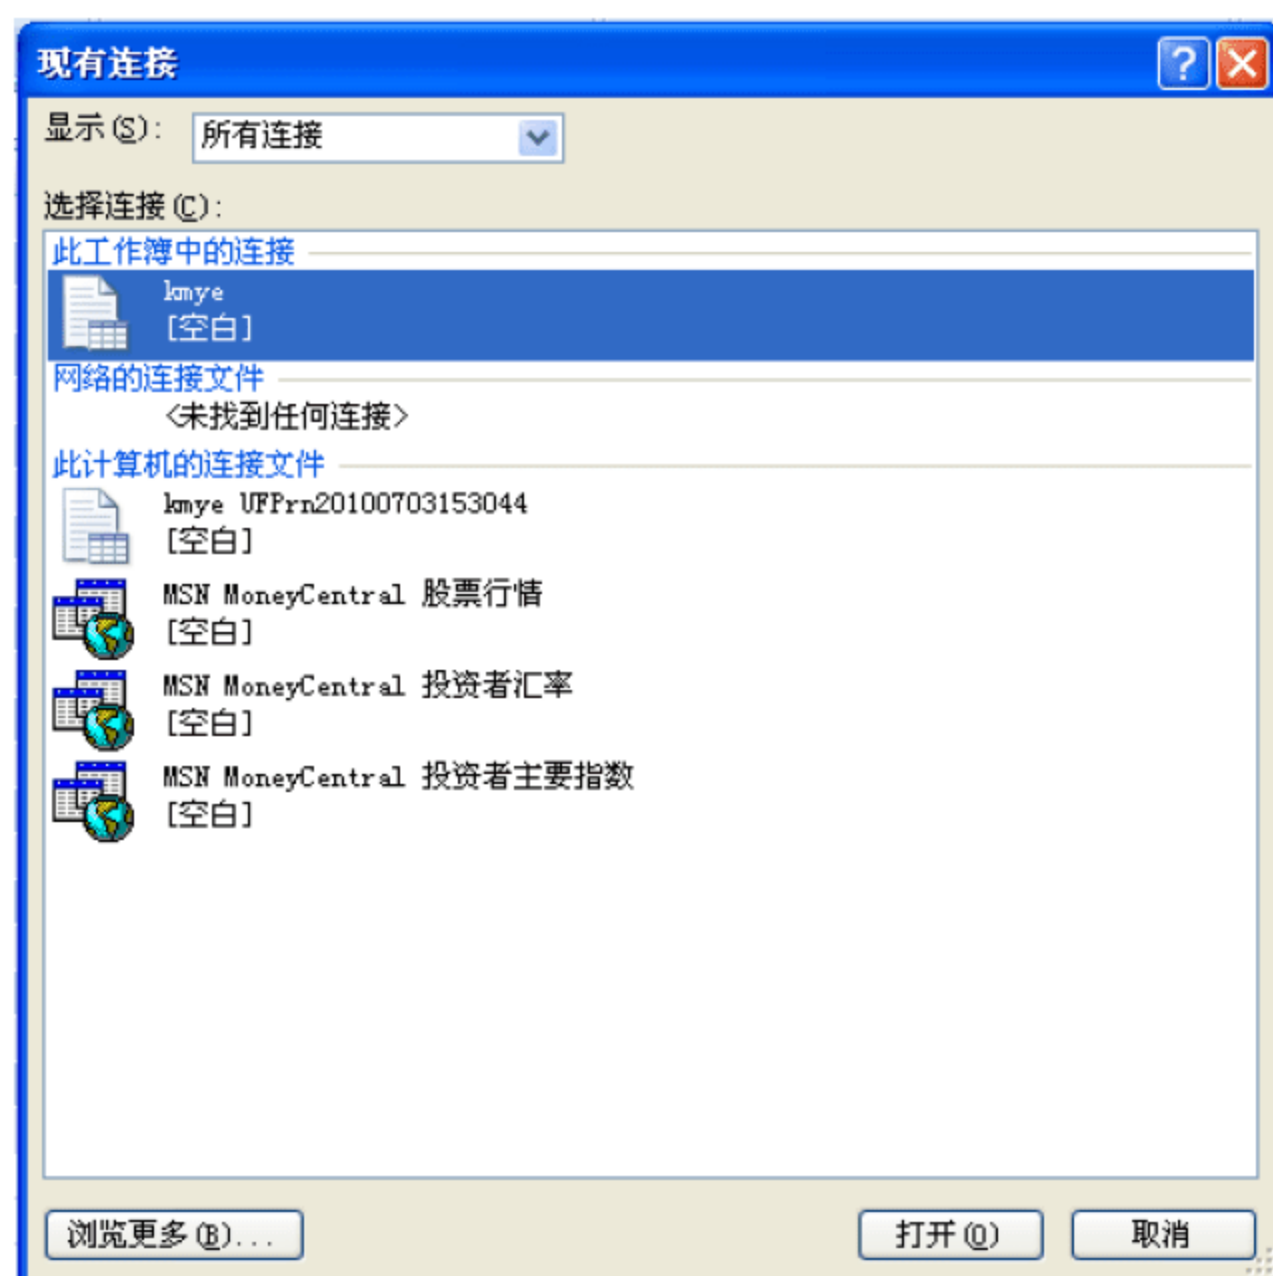 现有连接
显示(S): 所有连接
选择连接(C):
此工作簿中的连接
kmye
[空白]
网络的连接文件
<未找到任何连接>
此计算机的连接文件
kmye UFPrn20100703153044
[空白]
MSN MoneyCentral 股票行情
[空白]
MSN MoneyCentral 投资者汇率
[空白]
MSN MoneyCentral 投资者主要指数
[空白]
浏览更多(B)... 打开(O) 取消